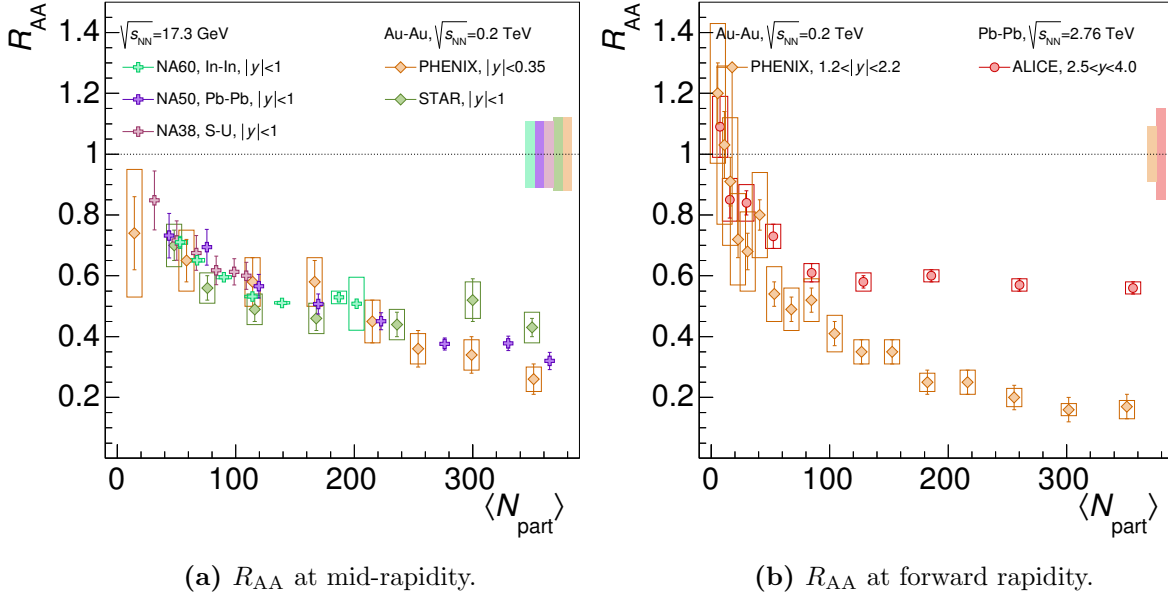 R_AA
1.4
1.2
1
0.8
0.6
0.4
0.2
0 100 200 300
⟨N_part⟩
√s_NN=17.3 GeV
NA60, In-In, |y|<1
NA50, Pb-Pb, |y|<1
NA38, S-U, |y|<1
Au-Au, √s_NN=0.2 TeV
PHENIX, |y|<0.35
STAR, |y|<1
(a) R_AA at mid-rapidity.
R_AA
1.4
1.2
1
0.8
0.6
0.4
0.2
0 100 200 300
⟨N_part⟩
Au-Au, √s_NN=0.2 TeV
PHENIX, 1.2<|y|<2.2
Pb-Pb, √s_NN=2.76 TeV
ALICE, 2.5<y<4.0
(b) R_AA at forward rapidity.